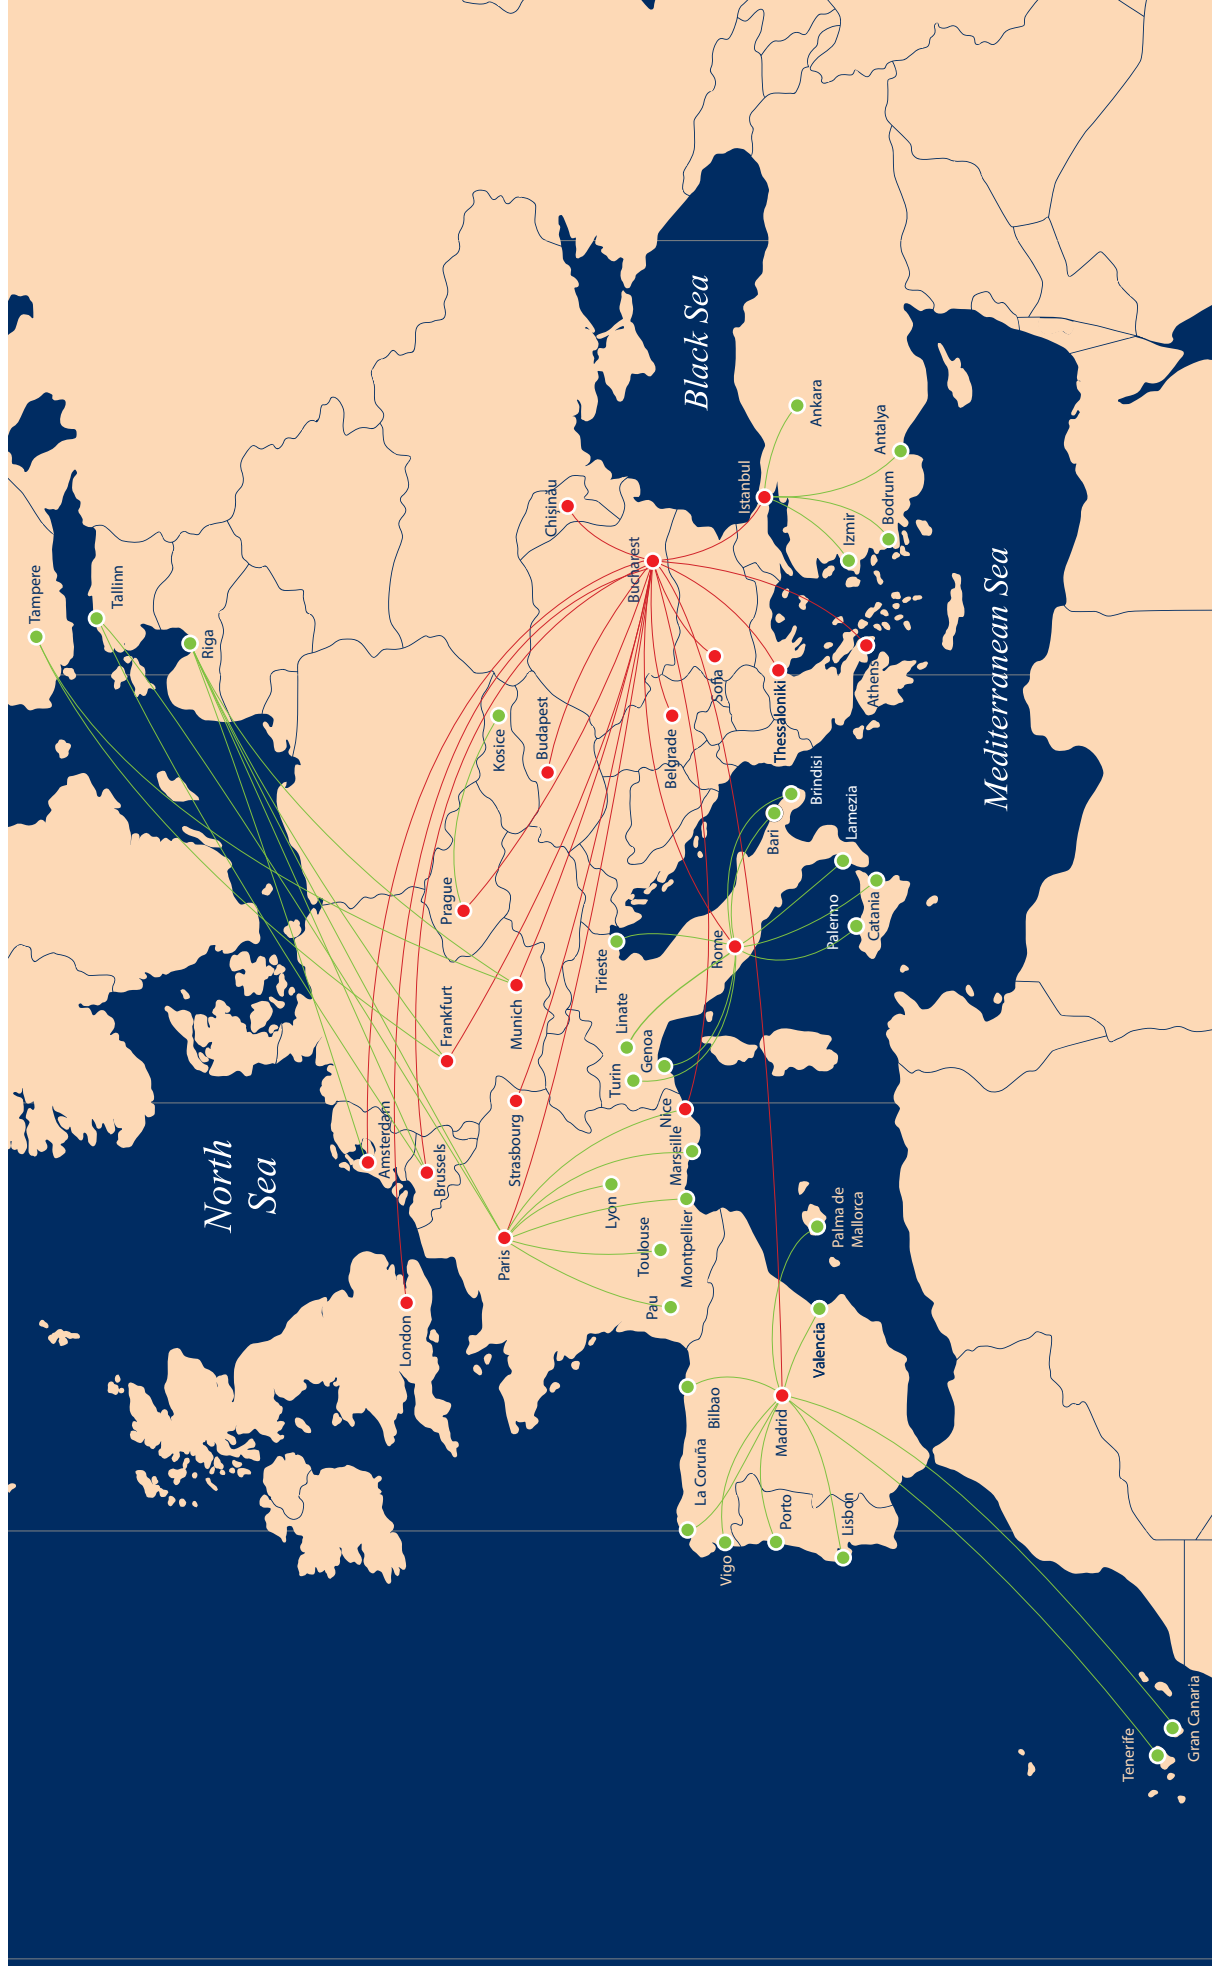 Tampere
Tallinn
Riga
North
Sea
Amsterdam
London
Brussels
Frankfurt
Prague
Kosice
Munich
Strasbourg
Paris
Budapest
Chișinău
Bucharest
Black Sea
Trieste
Linate
Turin
Genoa
Lyon
Toulouse
Pau
Nice
Marseille
Montpellier
Belgrade
Sofia
Istanbul
Ankara
Rome
Bari
Brindisi
Thessaloniki
Izmir
Antalya
Bodrum
Athens
Lamezia
Palermo
Catania
Bilbao
La Coruña
Vigo
Madrid
Porto
Lisbon
Valencia
Palma de
Mallorca
Mediterranean Sea
Tenerife
Gran Canaria